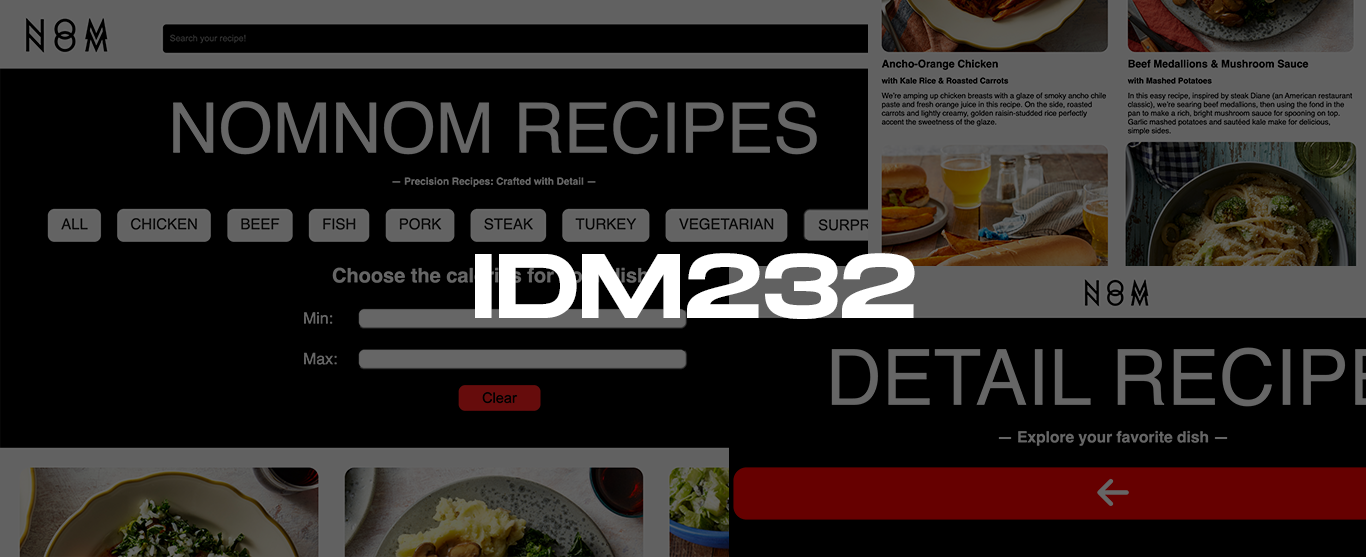 NOM
NOM
Search your recipe!
NOMNOM RECIPES
— Precision Recipes: Crafted with Detail —
ALL
CHICKEN
BEEF
FISH
PORK
STEAK
TURKEY
VEGETARIAN
SURPR
Choose the calories for your dish
Min:
Max:
Clear
IDM232
Ancho-Orange Chicken
with Kale Rice & Roasted Carrots
We're amping up chicken breasts with a glaze of smoky ancho chile
paste and fresh orange juice in this recipe. On the side, roasted
carrots and lightly creamy, golden raisin-studded rice perfectly
accent the sweetness of the glaze.
Beef Medallions & Mushroom Sauce
with Mashed Potatoes
In this easy recipe, inspired by steak Diane (an American restaurant
classic), we're searing beef medallions, then using the fond in the
pan to make a rich, bright mushroom sauce for spooning on top.
Garlic mashed potatoes and sautéed kale make for delicious,
simple sides.
NOM
NOM
DETAIL RECIPE
— Explore your favorite dish —